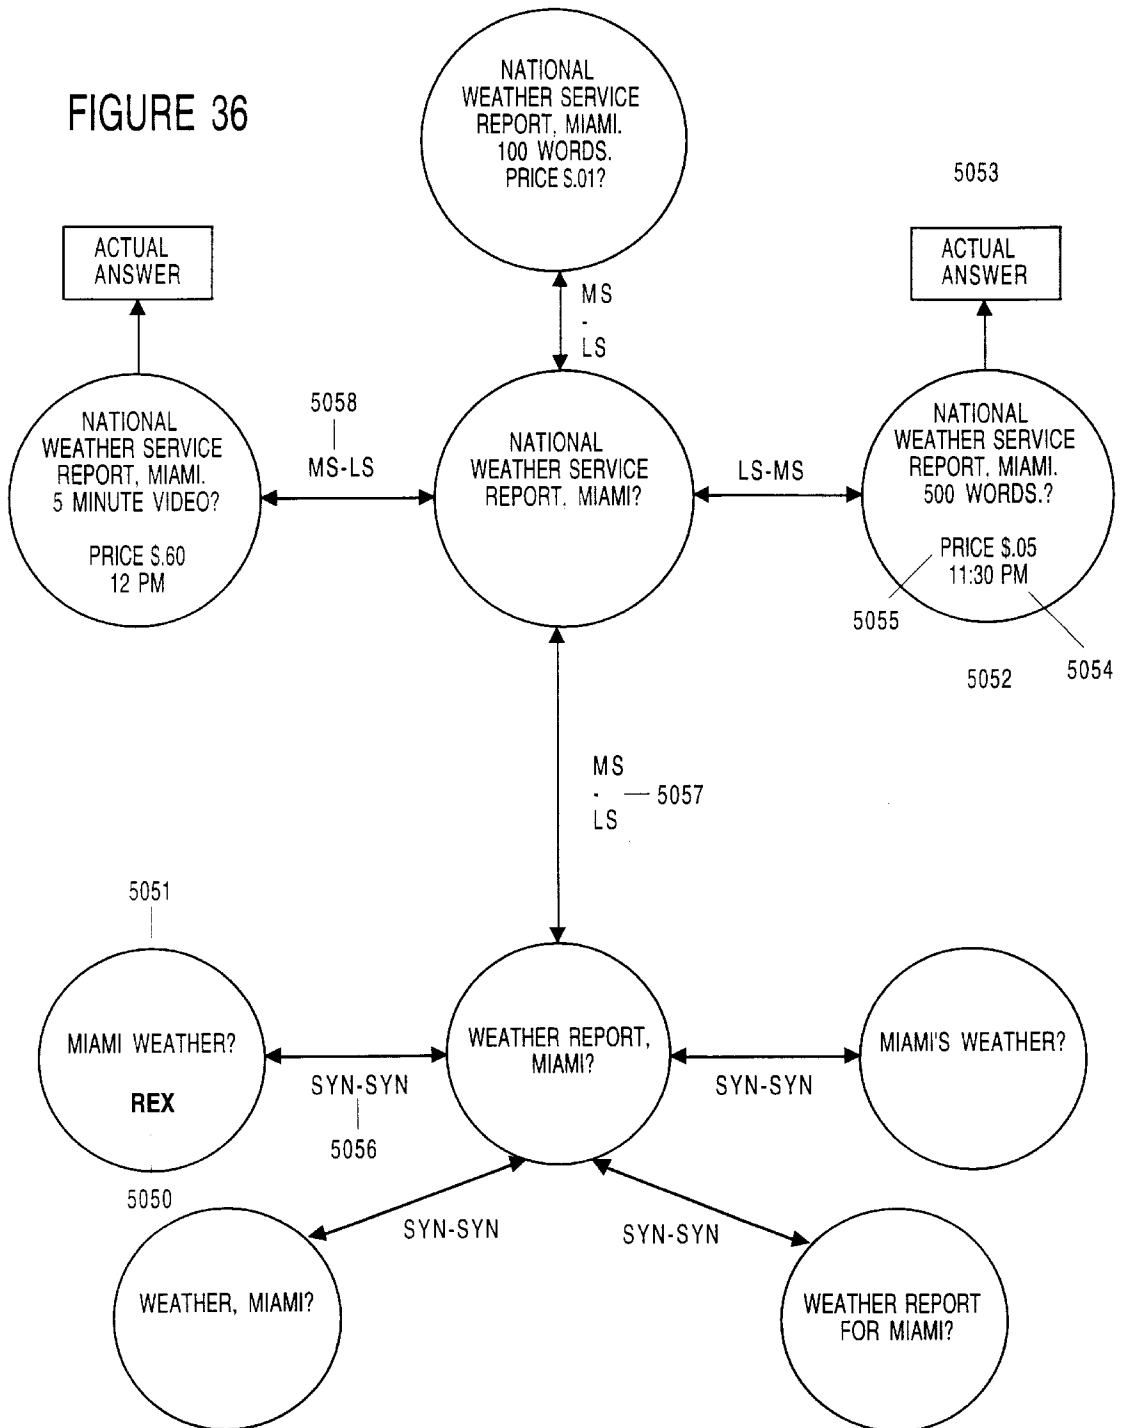 FIGURE 36
NATIONAL
WEATHER SERVICE
REPORT, MIAMI.
100 WORDS.
PRICE $.01?
5053
ACTUAL
ANSWER
ACTUAL
ANSWER
MS
-
LS
NATIONAL
WEATHER SERVICE
REPORT, MIAMI.
5 MINUTE VIDEO?
PRICE $.60
12 PM
5058
MS-LS
NATIONAL
WEATHER SERVICE
REPORT, MIAMI?
LS-MS
NATIONAL
WEATHER SERVICE
REPORT, MIAMI.
500 WORDS.?
PRICE $.05
11:30 PM
5055
5052
5054
MS
-
LS
5057
5051
MIAMI WEATHER?
REX
5050
SYN-SYN
5056
WEATHER REPORT,
MIAMI?
SYN-SYN
MIAMI'S WEATHER?
SYN-SYN
SYN-SYN
WEATHER, MIAMI?
WEATHER REPORT
FOR MIAMI?